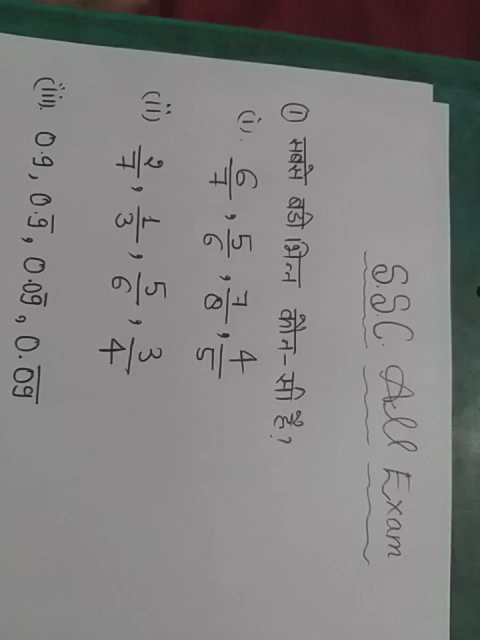 S.S.C. All Exam
① सबसे बडी भिन्न कौन-सी है?
(i). 6/7, 5/6, 7/8, 4/5
(ii) 2/7, 1/3, 5/6, 3/4
(iii) 0.9, 0.9̅, 0.09̅, 0.0̅9̅